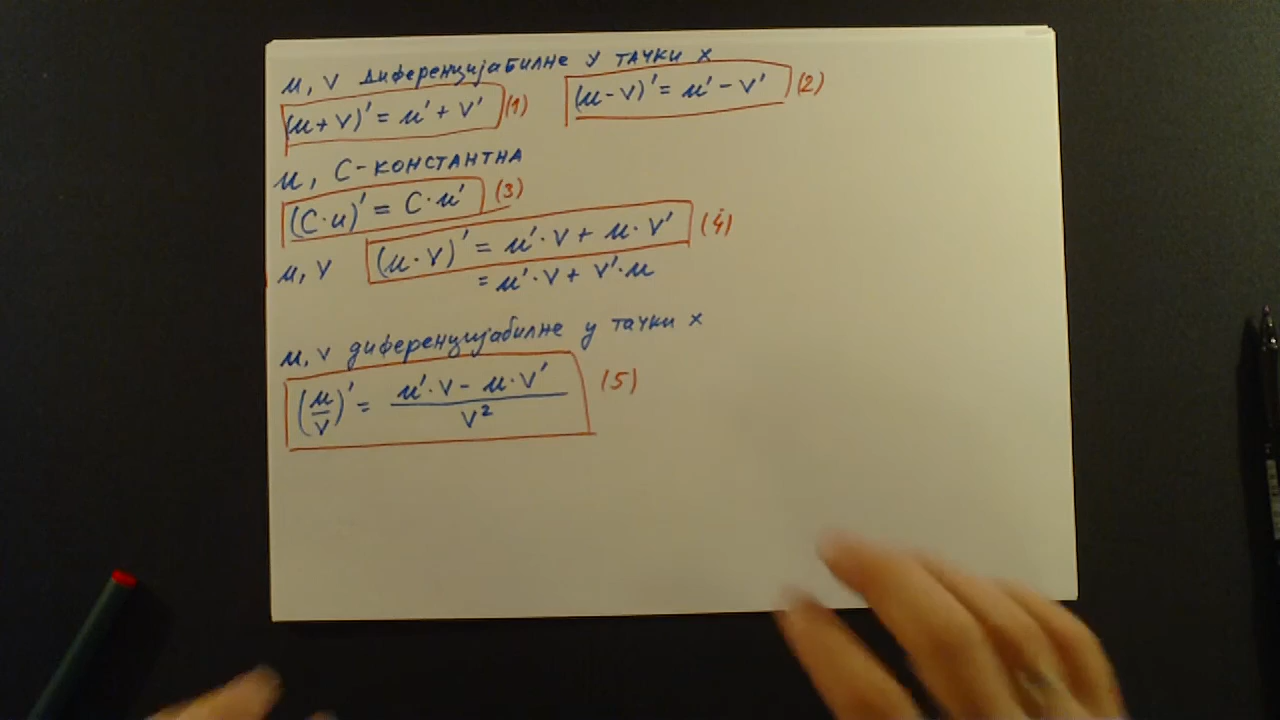 u, v диференцијабилне у тачки x
(u+v)' = u' + v' (1) (u-v)' = u' - v' (2)
u, C-константна
(C·u)' = C·u' (3)
u, v (u·v)' = u'·v + u·v' (4)
= u'·v + v'·u
u, v диференцијабилне у тачки x
(u/v)' = (u'·v - u·v')/v² (5)